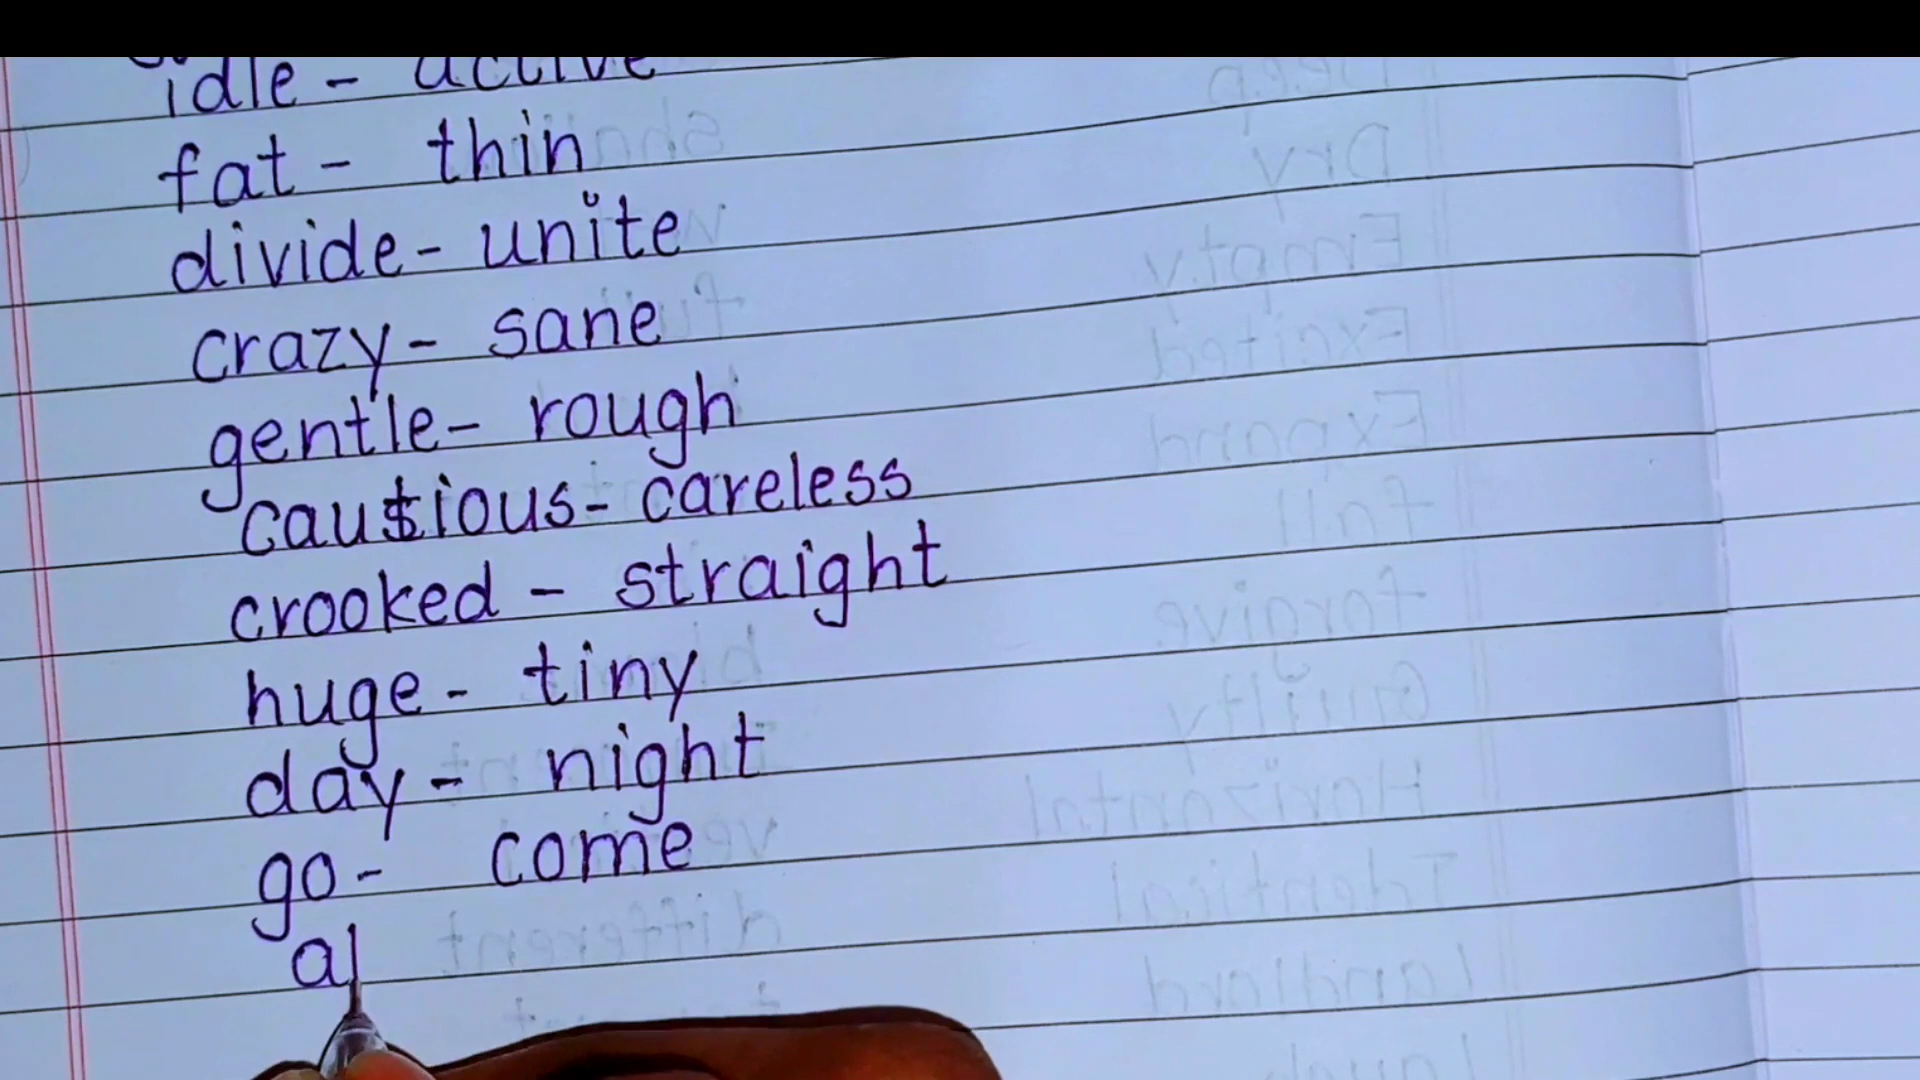 idle - active
fat - thin
divide - unite
crazy - sane
gentle - rough
cautious - careless
crooked - straight
huge - tiny
day - night
go - come
al